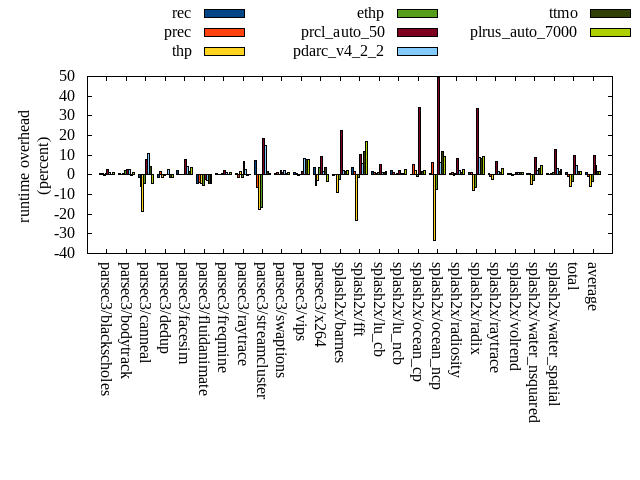 rec ethp ttmo
prec prcl_auto_50 plrus_auto_7000
thp pdarc_v4_2_2
runtime overhead
(percent)
50
40
30
20
10
0
-10
-20
-30
-40
parsec3/blackscholes
parsec3/bodytrack
parsec3/canneal
parsec3/dedup
parsec3/facesim
parsec3/fluidanimate
parsec3/freqmine
parsec3/raytrace
parsec3/streamcluster
parsec3/swaptions
parsec3/vips
parsec3/x264
splash2x/barnes
splash2x/fft
splash2x/lu_cb
splash2x/lu_ncb
splash2x/ocean_cp
splash2x/ocean_ncp
splash2x/radiosity
splash2x/radix
splash2x/raytrace
splash2x/volrend
splash2x/water_nsquared
splash2x/water_spatial
total
average